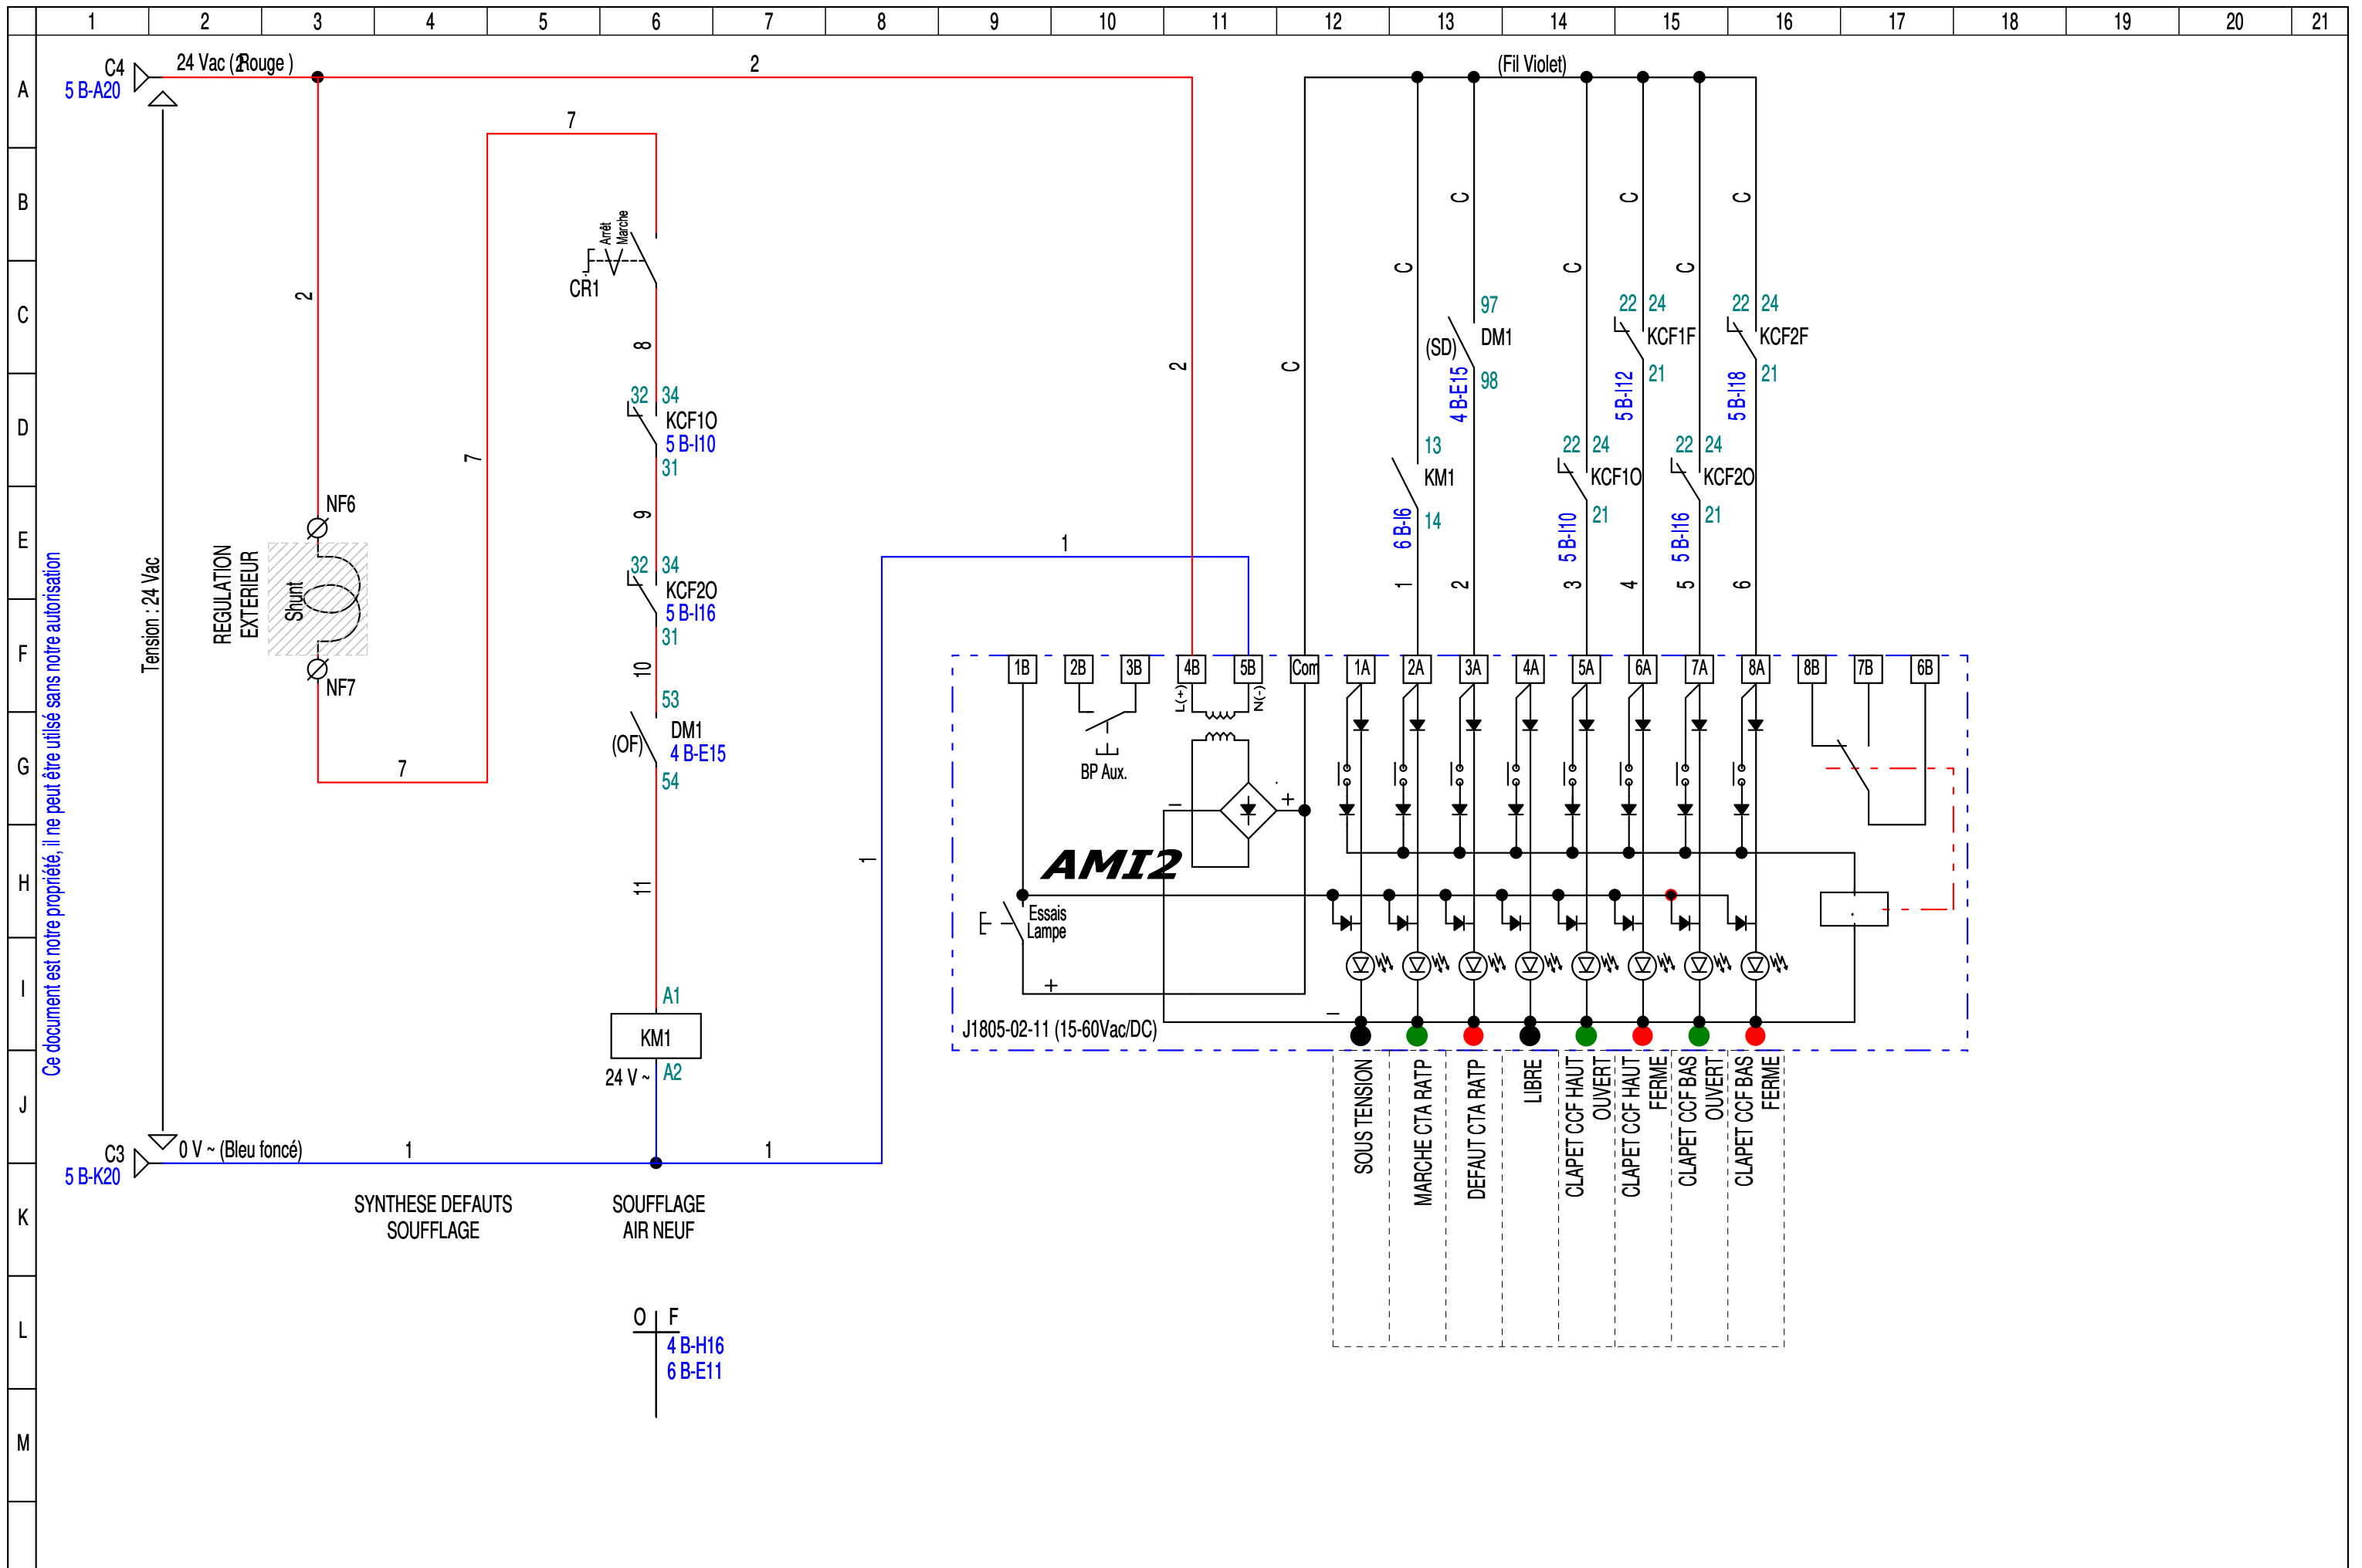 1 2 3 4 5 6 7 8 9 10 11 12 13 14 15 16 17 18 19 20 21
A
B
C
D
E
F
G
H
I
J
K
L
M
Ce document est notre propriété, il ne peut être utilisé sans notre autorisation
C4
5 B-A20
24 Vac ( Rouge )
2
2
Tension : 24 Vac
2
NF6
REGULATION
EXTERIEUR
Shunt
NF7
7
7
7
Arrêt
Marche
CR1
8
32 34
KCF1O
5 B-I10
31
9
32 34
KCF2O
5 B-I16
31
10
53
(OF)
DM1
4 B-E15
54
11
A1
KM1
24 V ~
A2
C3
5 B-K20
0 V ~ (Bleu foncé)
1
1
1
1
SYNTHESE DEFAUTS
SOUFFLAGE
SOUFFLAGE
AIR NEUF
O F
4 B-H16
6 B-E11
2
C
(Fil Violet)
C
C
C
C
C
C
13
KM1
14
6 B-I6
1
97
(SD)
DM1
98
4 B-E15
2
22 24
KCF1O
21
5 B-I10
3
22 24
KCF1F
21
5 B-I12
4
22 24
KCF2O
21
5 B-I16
5
22 24
KCF2F
21
5 B-I18
6
1B 2B 3B 4B 5B Com 1A 2A 3A 4A 5A 6A 7A 8A 8B 7B 6B
L(+)
N(-)
BP Aux.
− +
AMI2
Essais
Lampe
+
−
J1805-02-11 (15-60Vac/DC)
SOUS TENSION
MARCHE CTA RATP
DEFAUT CTA RATP
LIBRE
CLAPET CCF HAUT
OUVERT
CLAPET CCF HAUT
FERME
CLAPET CCF BAS
OUVERT
CLAPET CCF BAS
FERME